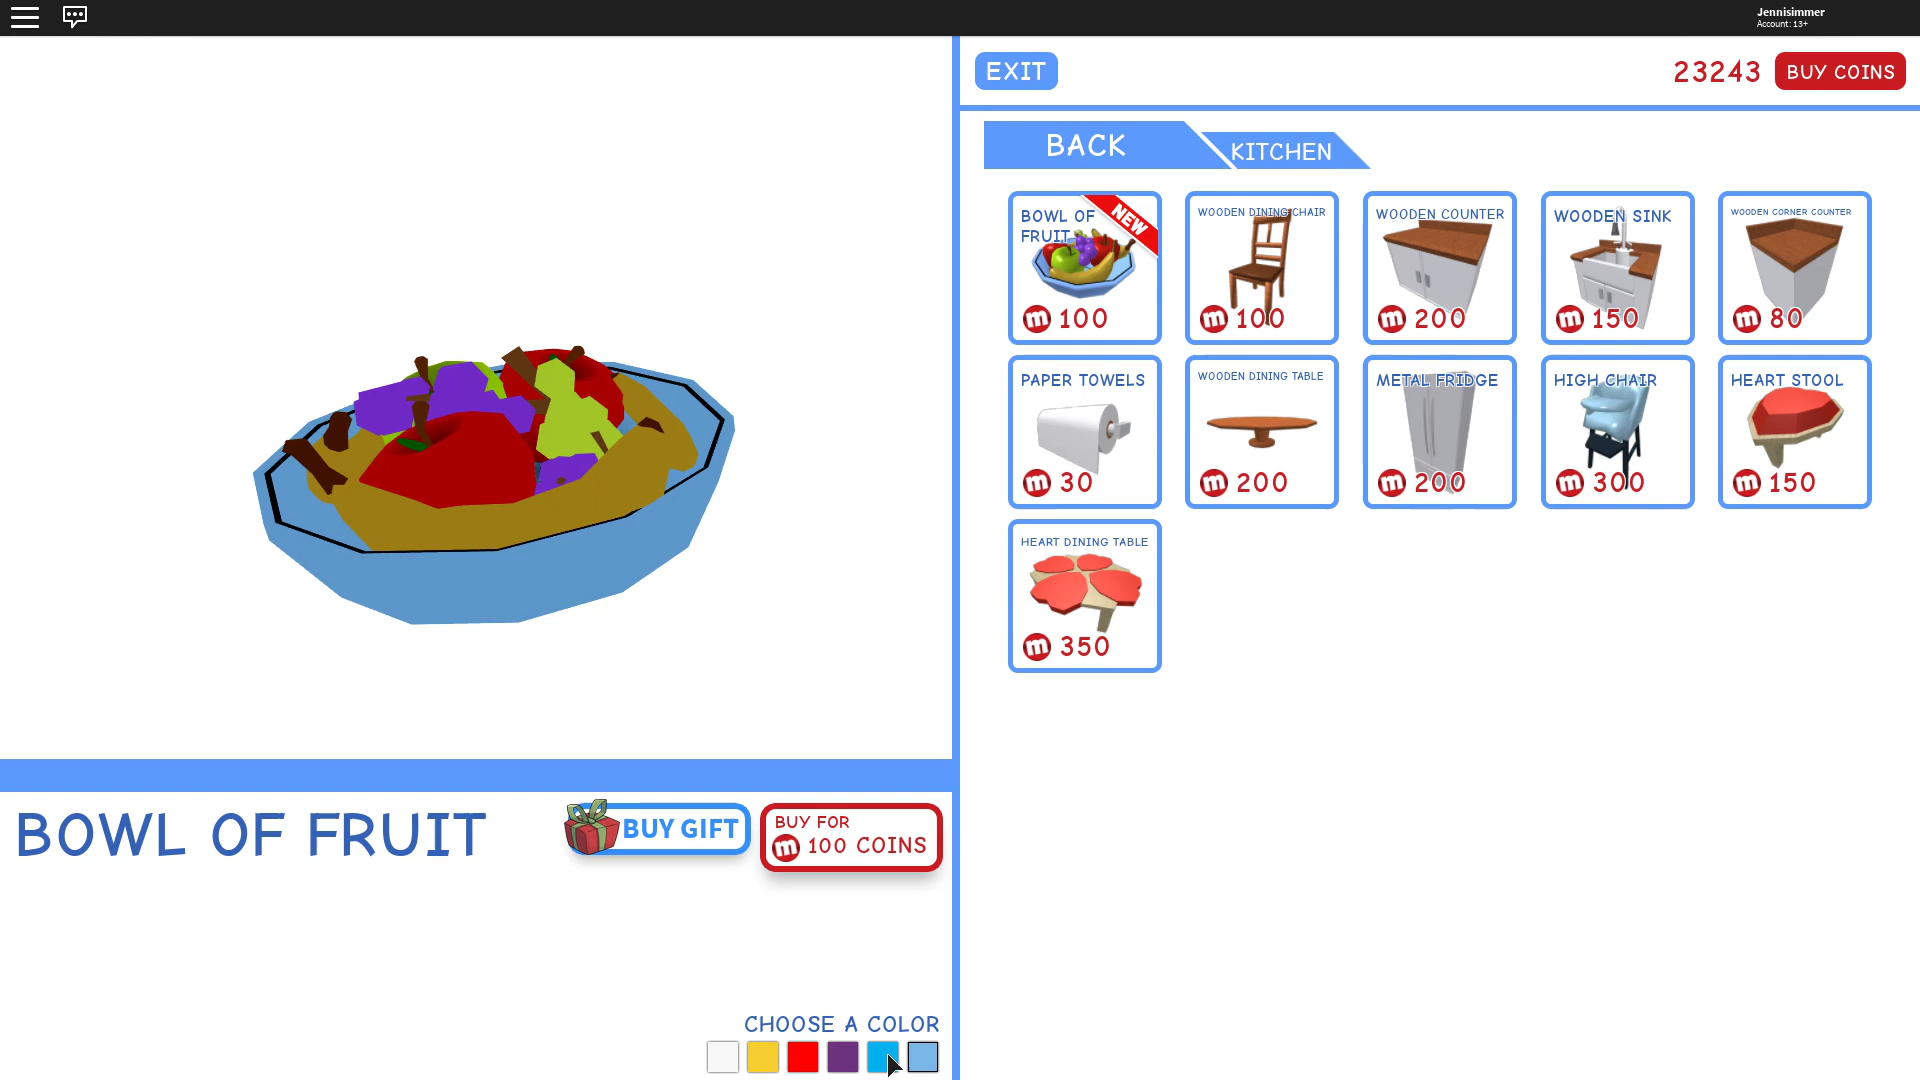 Jennisimmer
Account: 13+
EXIT
23243
BUY COINS
BACK
KITCHEN
BOWL OF
FRUIT
NEW
m 100
WOODEN DINING CHAIR
m 100
WOODEN COUNTER
m 200
WOODEN SINK
m 150
WOODEN CORNER COUNTER
m 80
PAPER TOWELS
m 30
WOODEN DINING TABLE
m 200
METAL FRIDGE
m 200
HIGH CHAIR
m 300
HEART STOOL
m 150
HEART DINING TABLE
m 350
BOWL OF FRUIT
BUY GIFT
BUY FOR
m 100 COINS
CHOOSE A COLOR